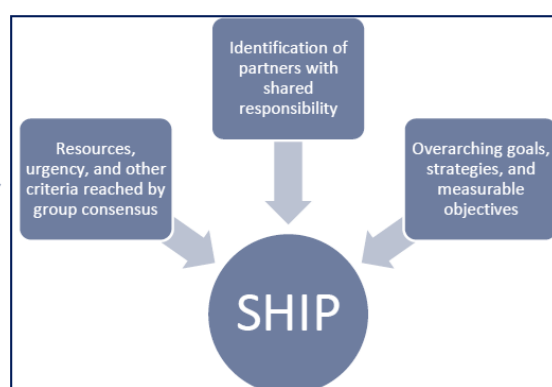 Identification of
partners with
shared
responsibility
Resources,
urgency, and other
criteria reached by
group consensus
Overarching goals,
strategies, and
measurable
objectives
SHIP